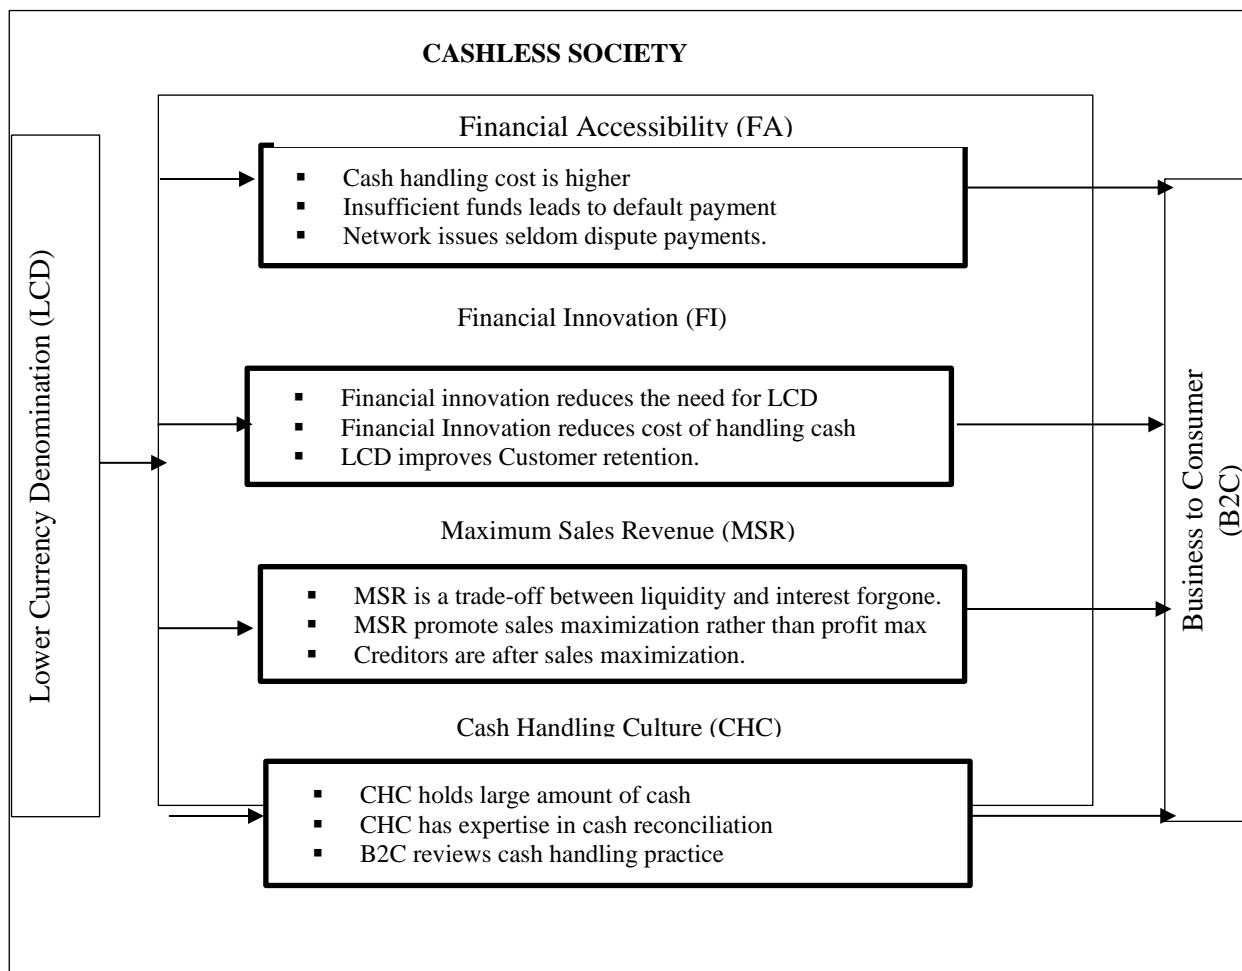 CASHLESS SOCIETY
Lower Currency Denomination (LCD)
Financial Accessibility (FA)
▪ Cash handling cost is higher
▪ Insufficient funds leads to default payment
▪ Network issues seldom dispute payments.
Financial Innovation (FI)
▪ Financial innovation reduces the need for LCD
▪ Financial Innovation reduces cost of handling cash
▪ LCD improves Customer retention.
Maximum Sales Revenue (MSR)
▪ MSR is a trade-off between liquidity and interest forgone.
▪ MSR promote sales maximization rather than profit max
▪ Creditors are after sales maximization.
Cash Handling Culture (CHC)
▪ CHC holds large amount of cash
▪ CHC has expertise in cash reconciliation
▪ B2C reviews cash handling practice
Business to Consumer
(B2C)